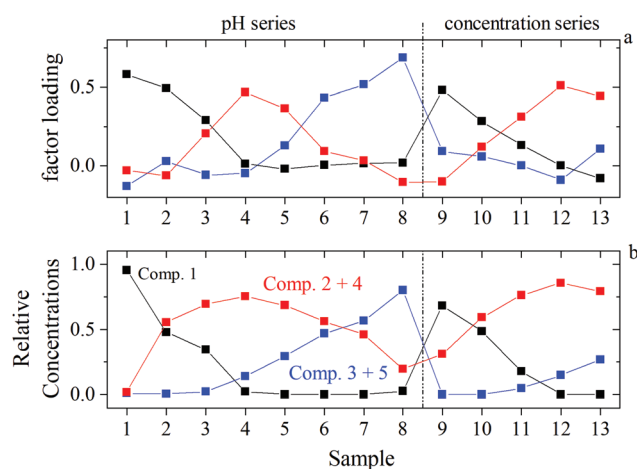 pH series
concentration series
a
factor loading
0.5
0.0
1 2 3 4 5 6 7 8 9 10 11 12 13
b
Relative
Concentrations
1.0
0.5
0.0
Comp. 1
Comp. 2 + 4
Comp. 3 + 5
1 2 3 4 5 6 7 8 9 10 11 12 13
Sample